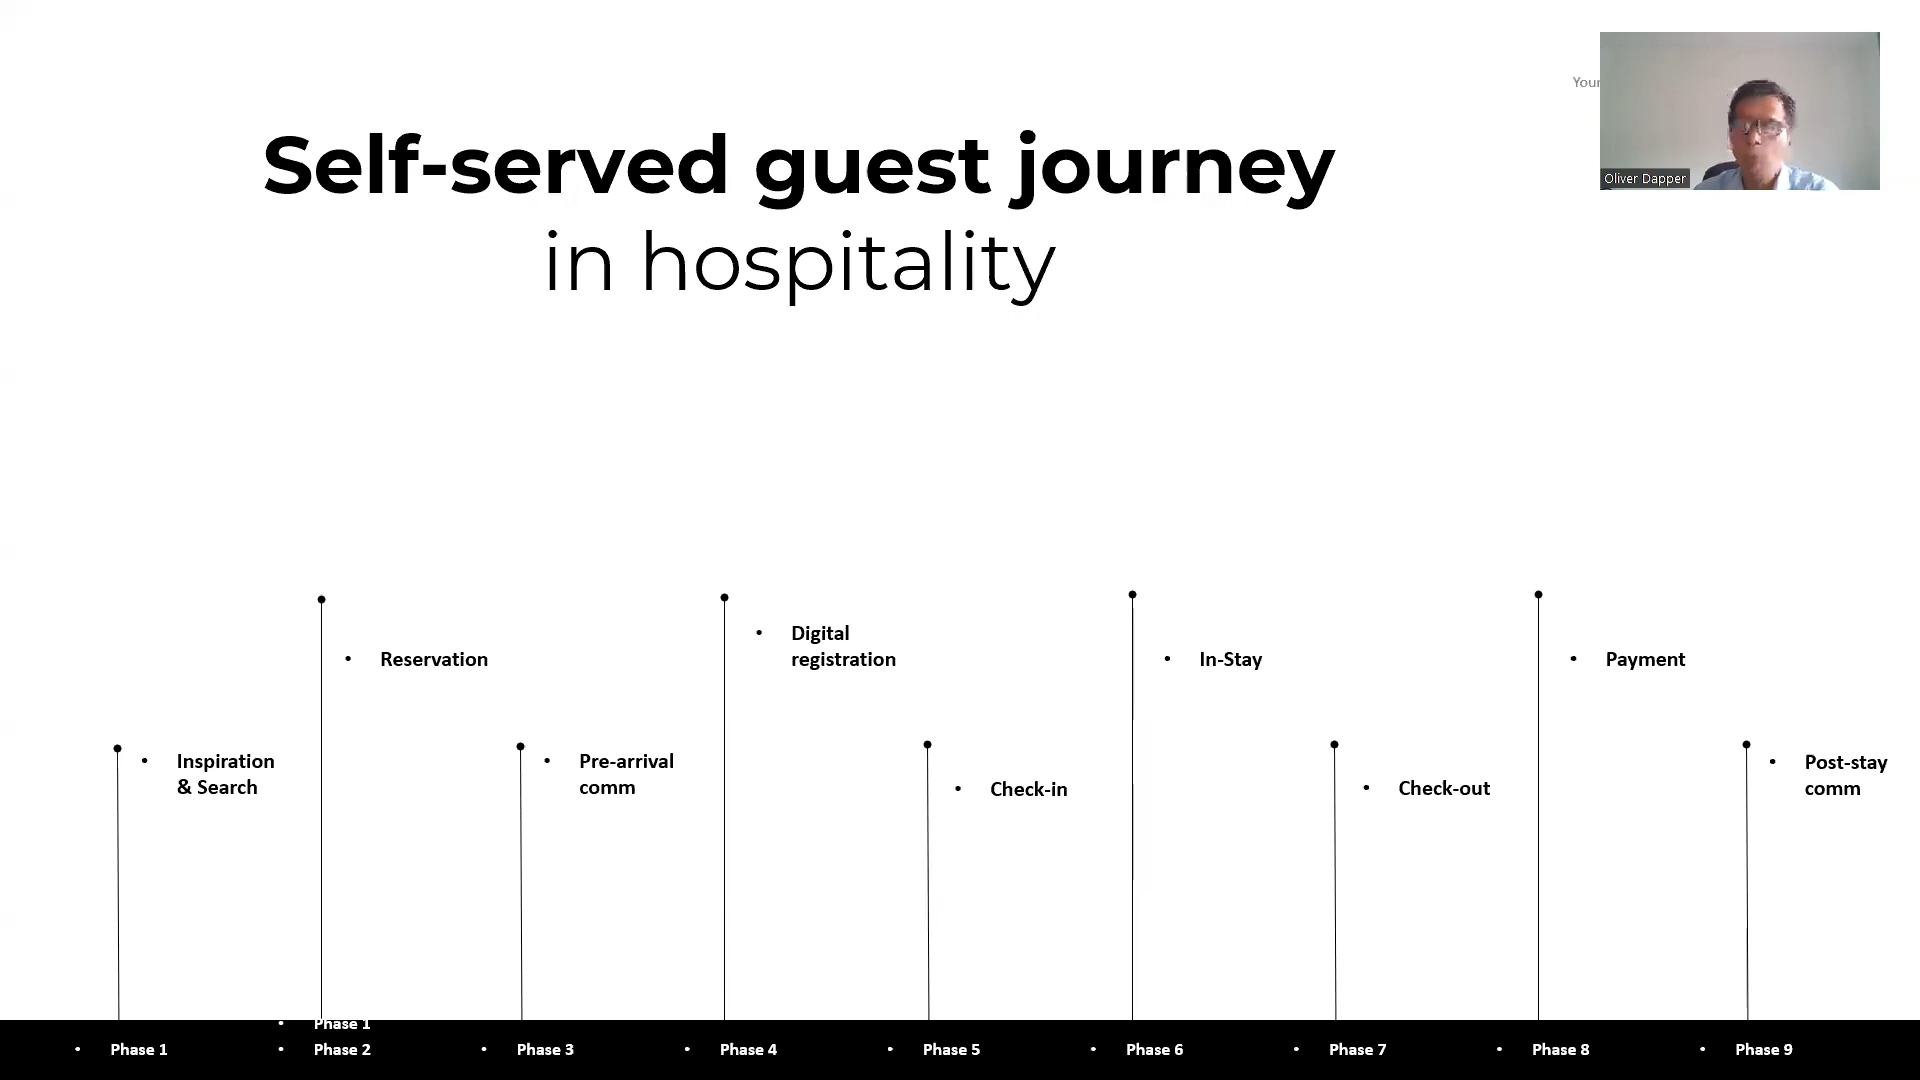 Your
Oliver Dapper
Self-served guest journey
in hospitality
• Inspiration
& Search
• Reservation
• Pre-arrival
comm
• Digital
registration
• Check-in
• In-Stay
• Check-out
• Payment
• Post-stay
comm
• Phase 1
• Phase 1
• Phase 2
• Phase 3
• Phase 4
• Phase 5
• Phase 6
• Phase 7
• Phase 8
• Phase 9